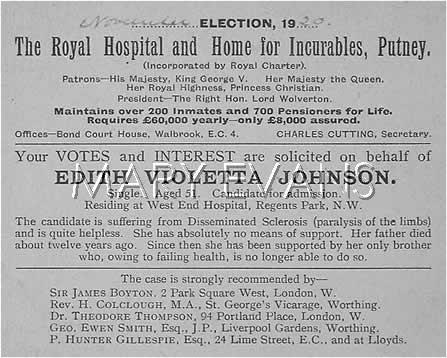 November ELECTION, 1920.
The Royal Hospital and Home for Incurables, Putney.
(Incorporated by Royal Charter).
Patrons—His Majesty, King George V. Her Majesty the Queen.
Her Royal Highness, Princess Christian.
President—The Right Hon. Lord Wolverton.
Maintains over 200 Inmates and 700 Pensioners for Life.
Requires £60,000 yearly—only £8,000 assured.
Offices—Bond Court House, Walbrook, E.C. 4. CHARLES CUTTING, Secretary.
Your VOTES and INTEREST are solicited on behalf of
EDITH VIOLETTA JOHNSON.
MARY EVANS
Single. Aged 51. Candidate for Admission.
Residing at West End Hospital, Regents Park, N.W.
The candidate is suffering from Disseminated Sclerosis (paralysis of the limbs)
and is quite helpless. She has absolutely no means of support. Her father died
about twelve years ago. Since then she has been supported by her only brother
who, owing to failing health, is no longer able to do so.
The case is strongly recommended by—
SIR JAMES BOYTON, 2 Park Square West, London, W.
Rev. H. COLCLOUGH, M.A., St. George's Vicarage, Worthing.
Dr. THEODORE THOMPSON, 94 Portland Place, London, W.
GEO. EWEN SMITH, Esq., J.P., Liverpool Gardens, Worthing.
P. HUNTER GILLESPIE, Esq., 24 Lime Street, E.C., and at Lloyds.